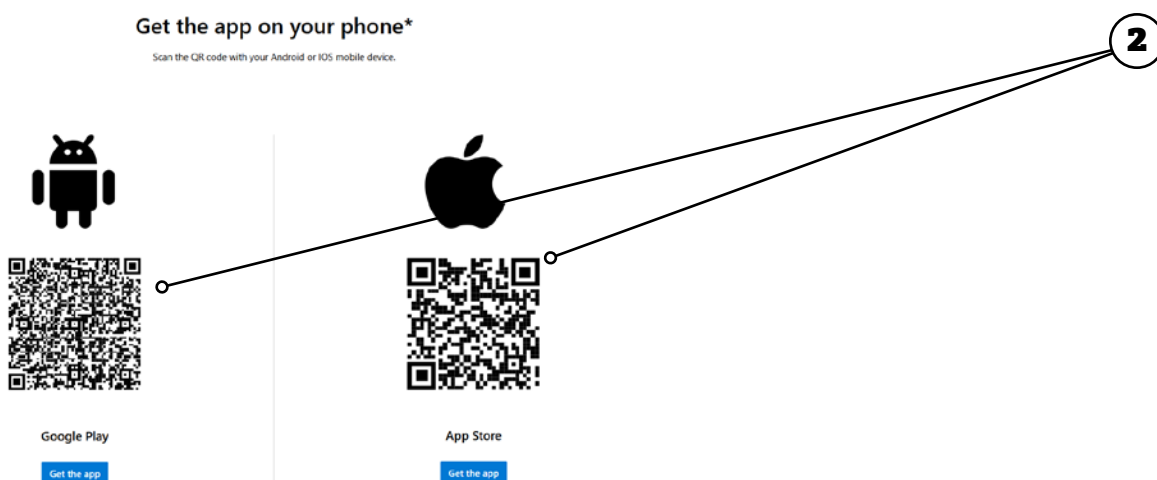 Get the app on your phone*
2
Scan the QR code with your Android or IOS mobile device.
Google Play
App Store
Get the app
Get the app